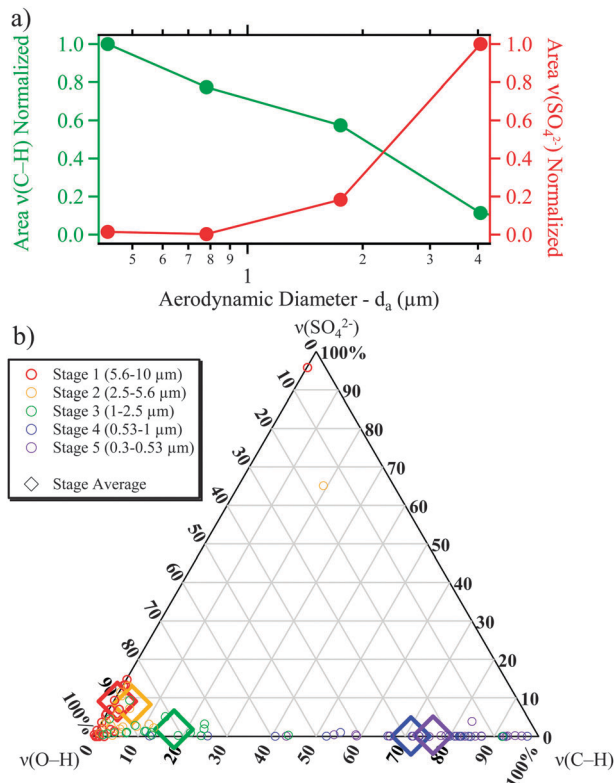 a)
1.0
0.8
0.6
0.4
0.2
0.0
Area ν(C–H) Normalized
1.0
0.8
0.6
0.4
0.2
0.0
Area ν(SO₄²⁻) Normalized
5 6 7 8 9 1 2 3 4
Aerodynamic Diameter - dₐ (µm)
b)
ν(SO₄²⁻)
Stage 1 (5.6-10 µm)
Stage 2 (2.5-5.6 µm)
Stage 3 (1-2.5 µm)
Stage 4 (0.53-1 µm)
Stage 5 (0.3-0.53 µm)
Stage Average
0 100%
10 90
20 80
30 70
40 60
50 50
60 40
70 30
80 20
90 10
100% 0
ν(O–H)
0 10 20 30 40 50 60 70 80 90 100%
ν(C–H)